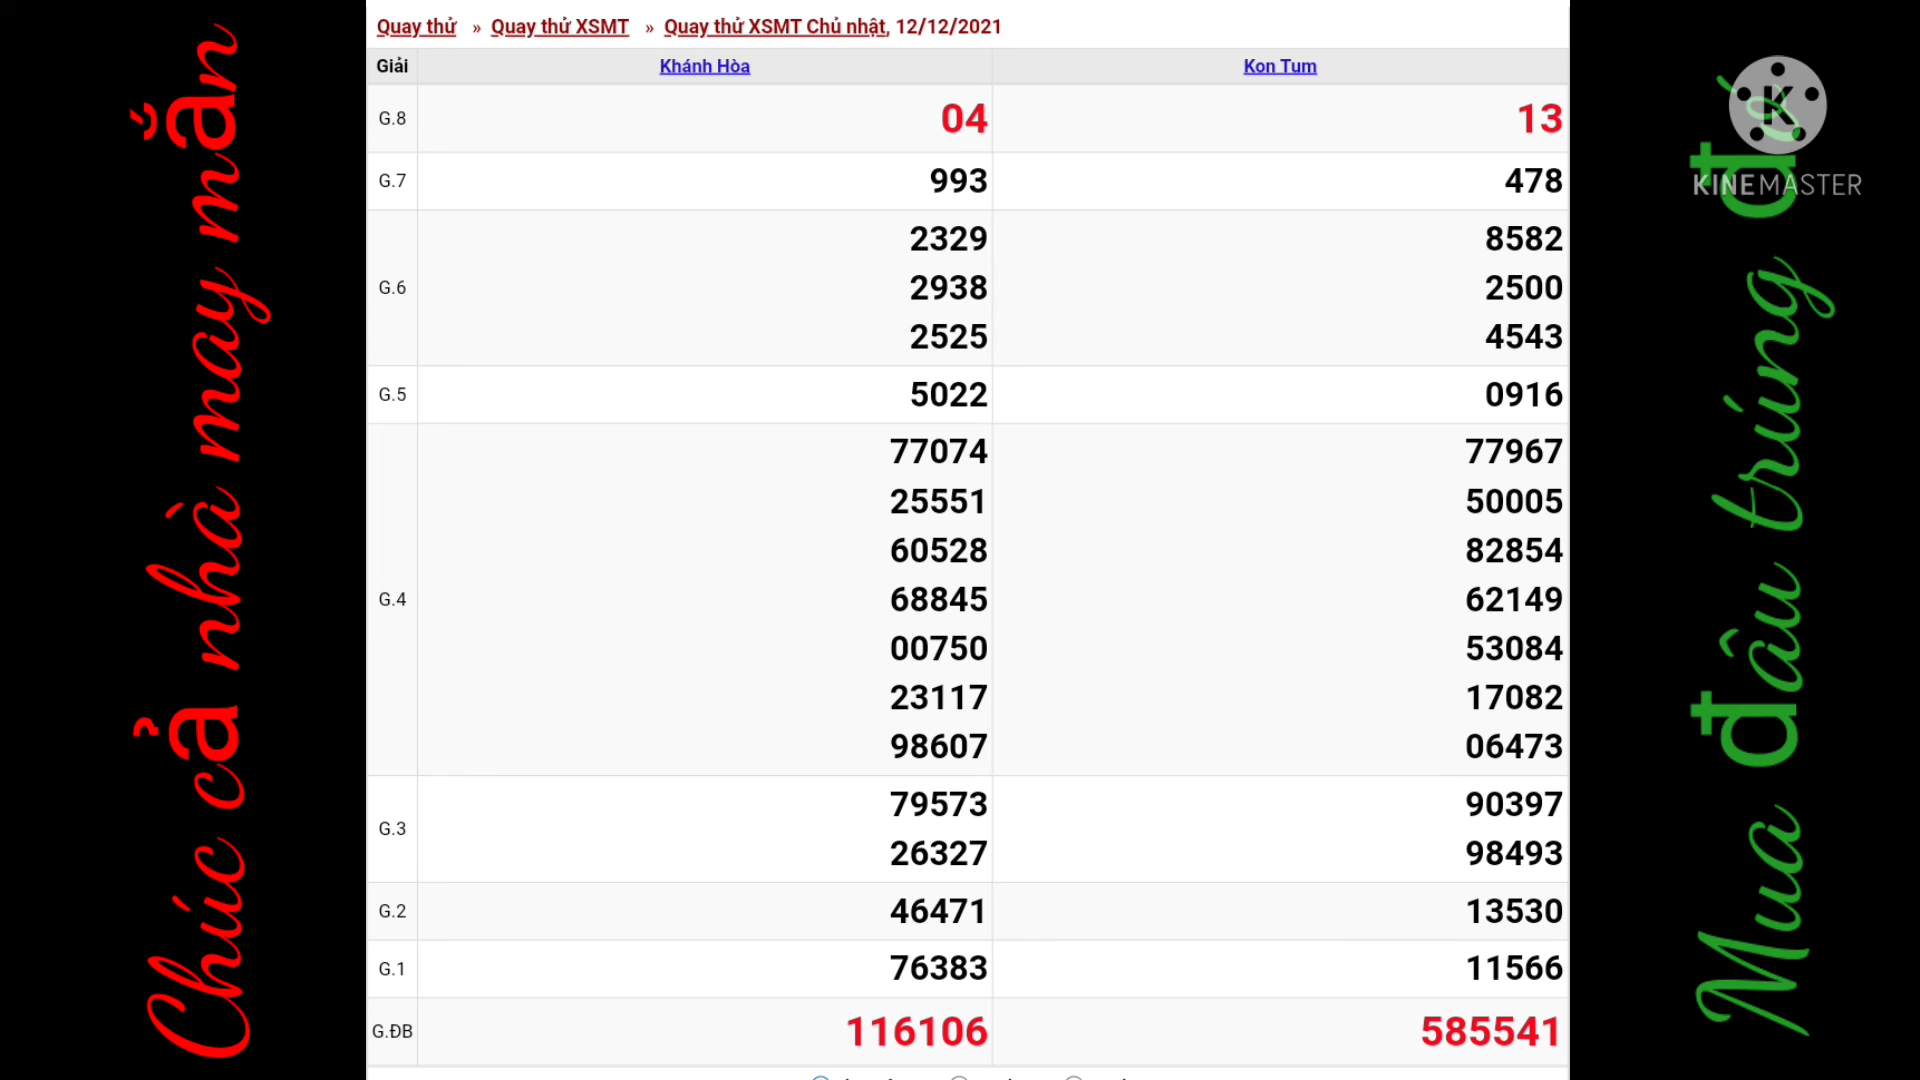 Chúc cả nhà may mắn
Quay thử » Quay thử XSMT » Quay thử XSMT Chủ nhật, 12/12/2021
Giải Khánh Hòa Kon Tum
G.8 04 13
G.7 993 478
G.6
2329 8582
2938 2500
2525 4543
G.5 5022 0916
G.4
77074 77967
25551 50005
60528 82854
68845 62149
00750 53084
23117 17082
98607 06473
G.3
79573 90397
26327 98493
G.2 46471 13530
G.1 76383 11566
G.ĐB 116106 585541
Mua đâu trúng đó
K
KINEMASTER